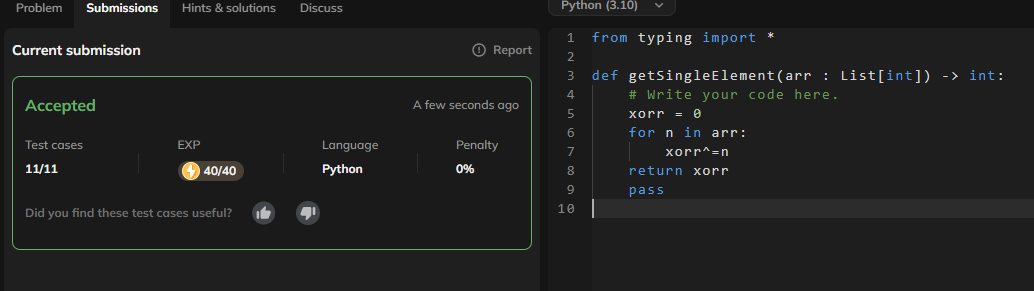 Problem Submissions Hints & solutions Discuss
Current submission
Report
Accepted
A few seconds ago
Test cases EXP Language Penalty
11/11 40/40 Python 0%
Did you find these test cases useful?
Python (3.10)
1 from typing import *
2
3 def getSingleElement(arr : List[int]) -> int:
4     # Write your code here.
5     xorr = 0
6     for n in arr:
7         xorr^=n
8     return xorr
9     pass
10